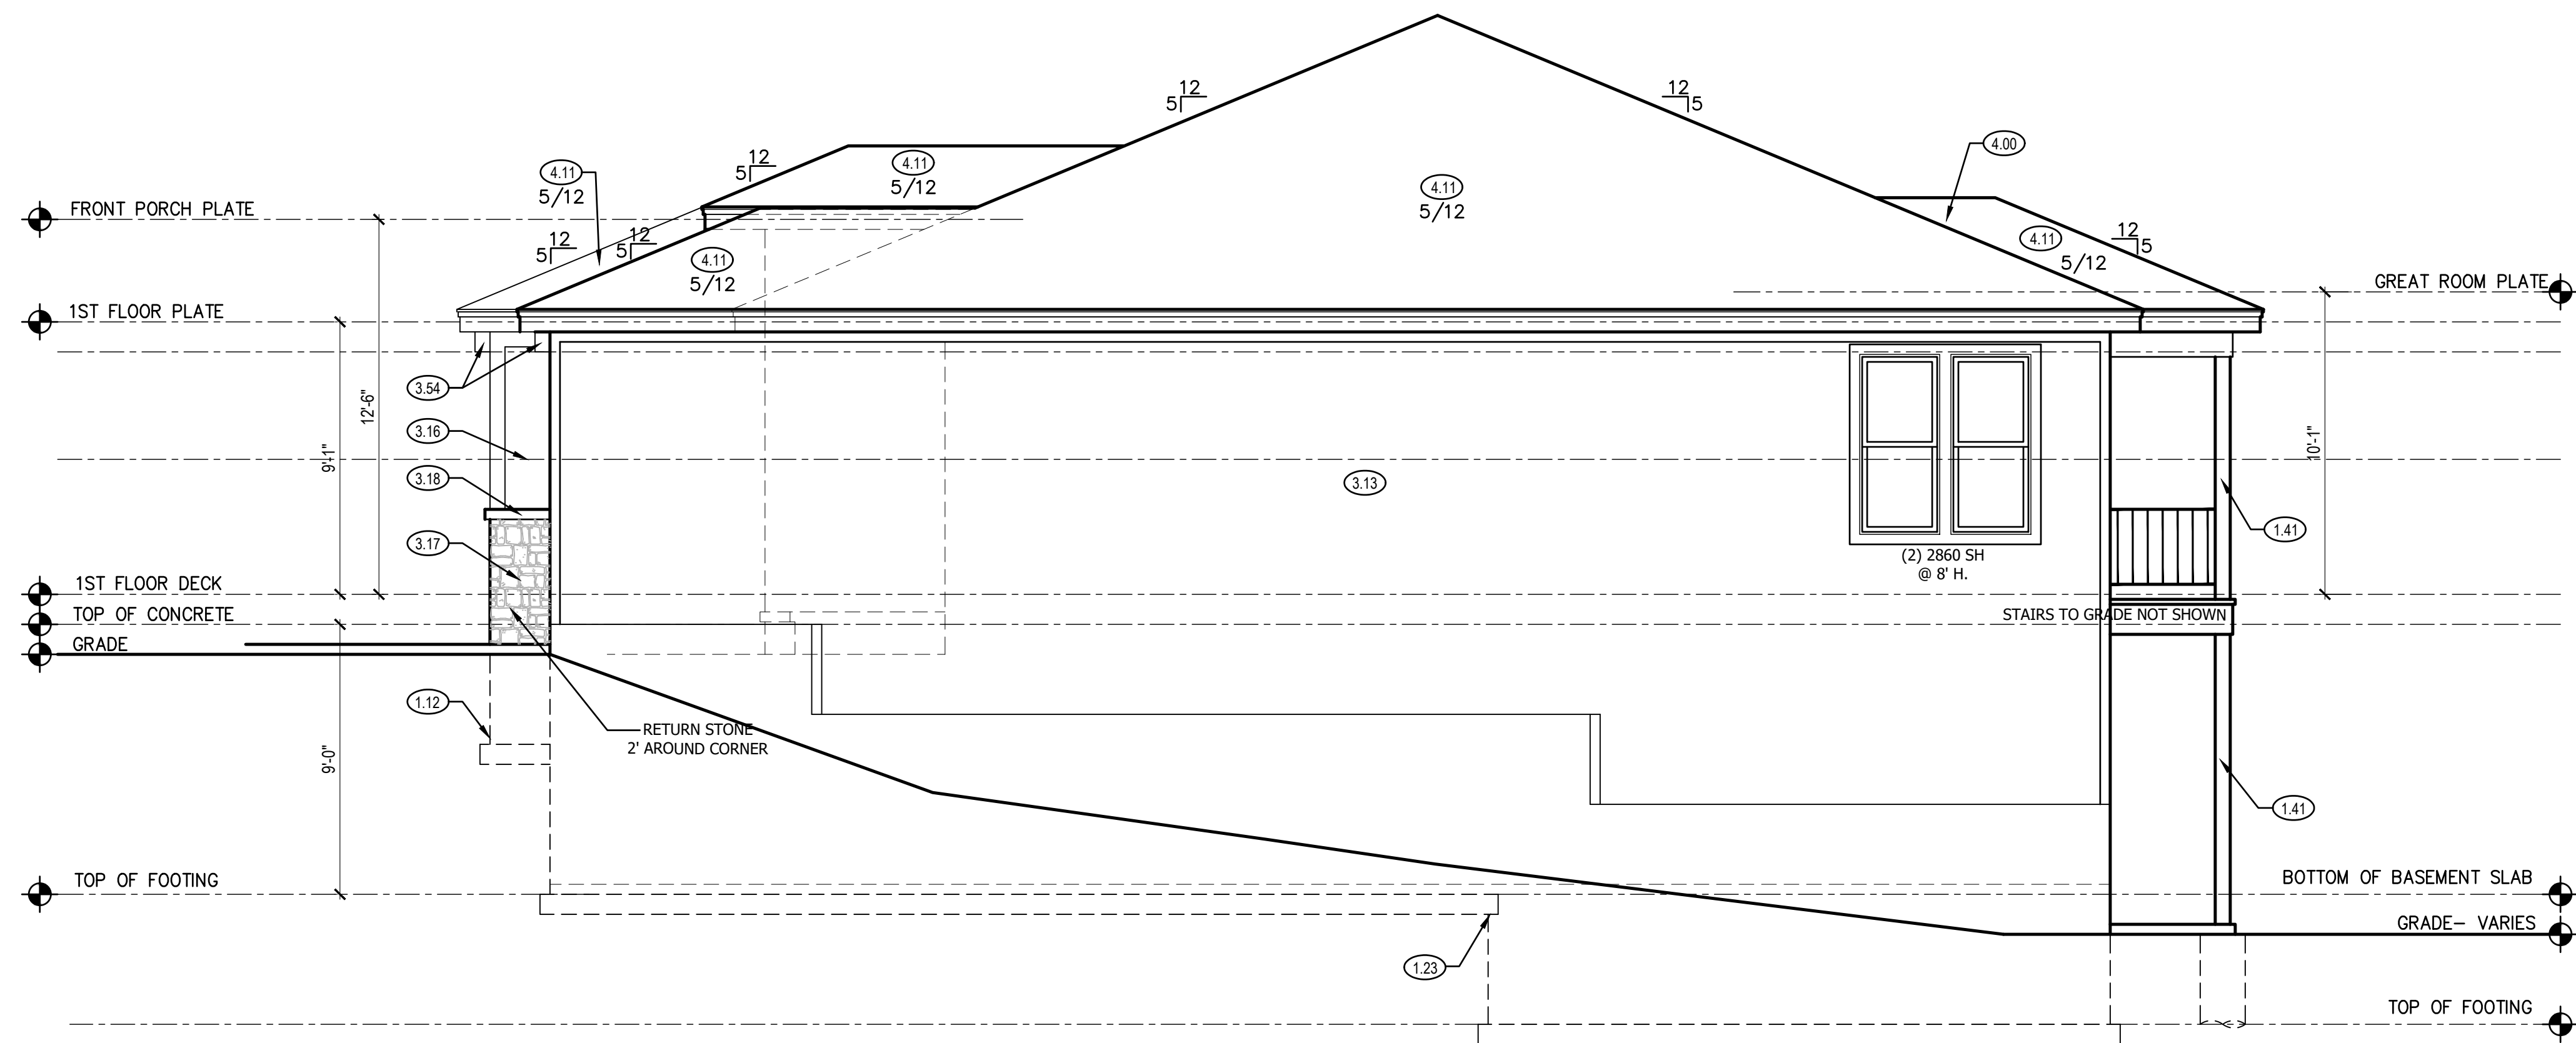 12
5
12
5
12
5
4.11
5/12
4.11
5/12
4.00
4.11
5/12
FRONT PORCH PLATE
12
5
12
5
4.11
5/12
4.11
5/12
12
5
GREAT ROOM PLATE
1ST FLOOR PLATE
3.54
12'-6"
9'-1"
3.16
3.18
3.13
10'-1"
3.17
(2) 2860 SH
@ 8' H.
1.41
1ST FLOOR DECK
TOP OF CONCRETE
STAIRS TO GRADE NOT SHOWN
GRADE
1.12
RETURN STONE
2' AROUND CORNER
9'-0"
1.41
TOP OF FOOTING
BOTTOM OF BASEMENT SLAB
GRADE- VARIES
1.23
TOP OF FOOTING